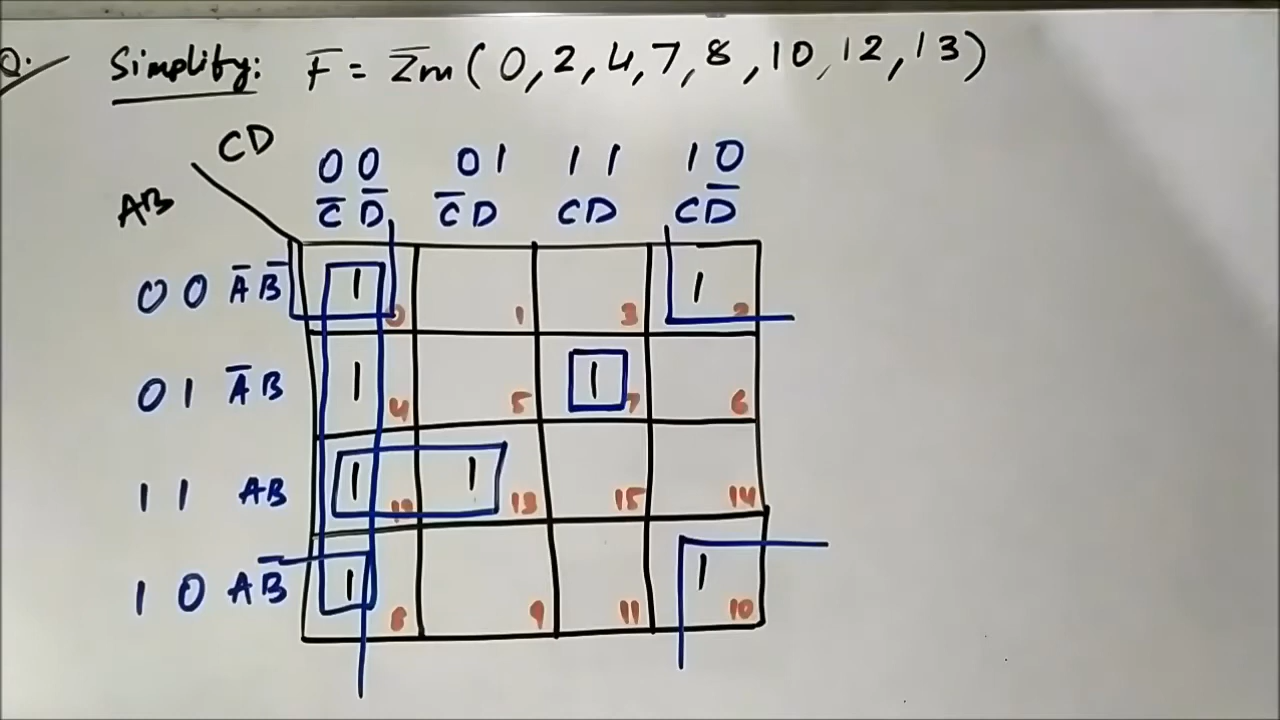 Q. Simplify: F̅ = Σm(0,2,4,7,8,10,12,13)
CD
AB
00 01 11 10
C̅D̅ C̅D CD CD̅
00 A̅B̅ 1 0 1 3 1 2
01 A̅B 1 4 5 1 7 6
11 AB 1 12 1 13 15 14
10 AB̅ 1 8 9 11 1 10